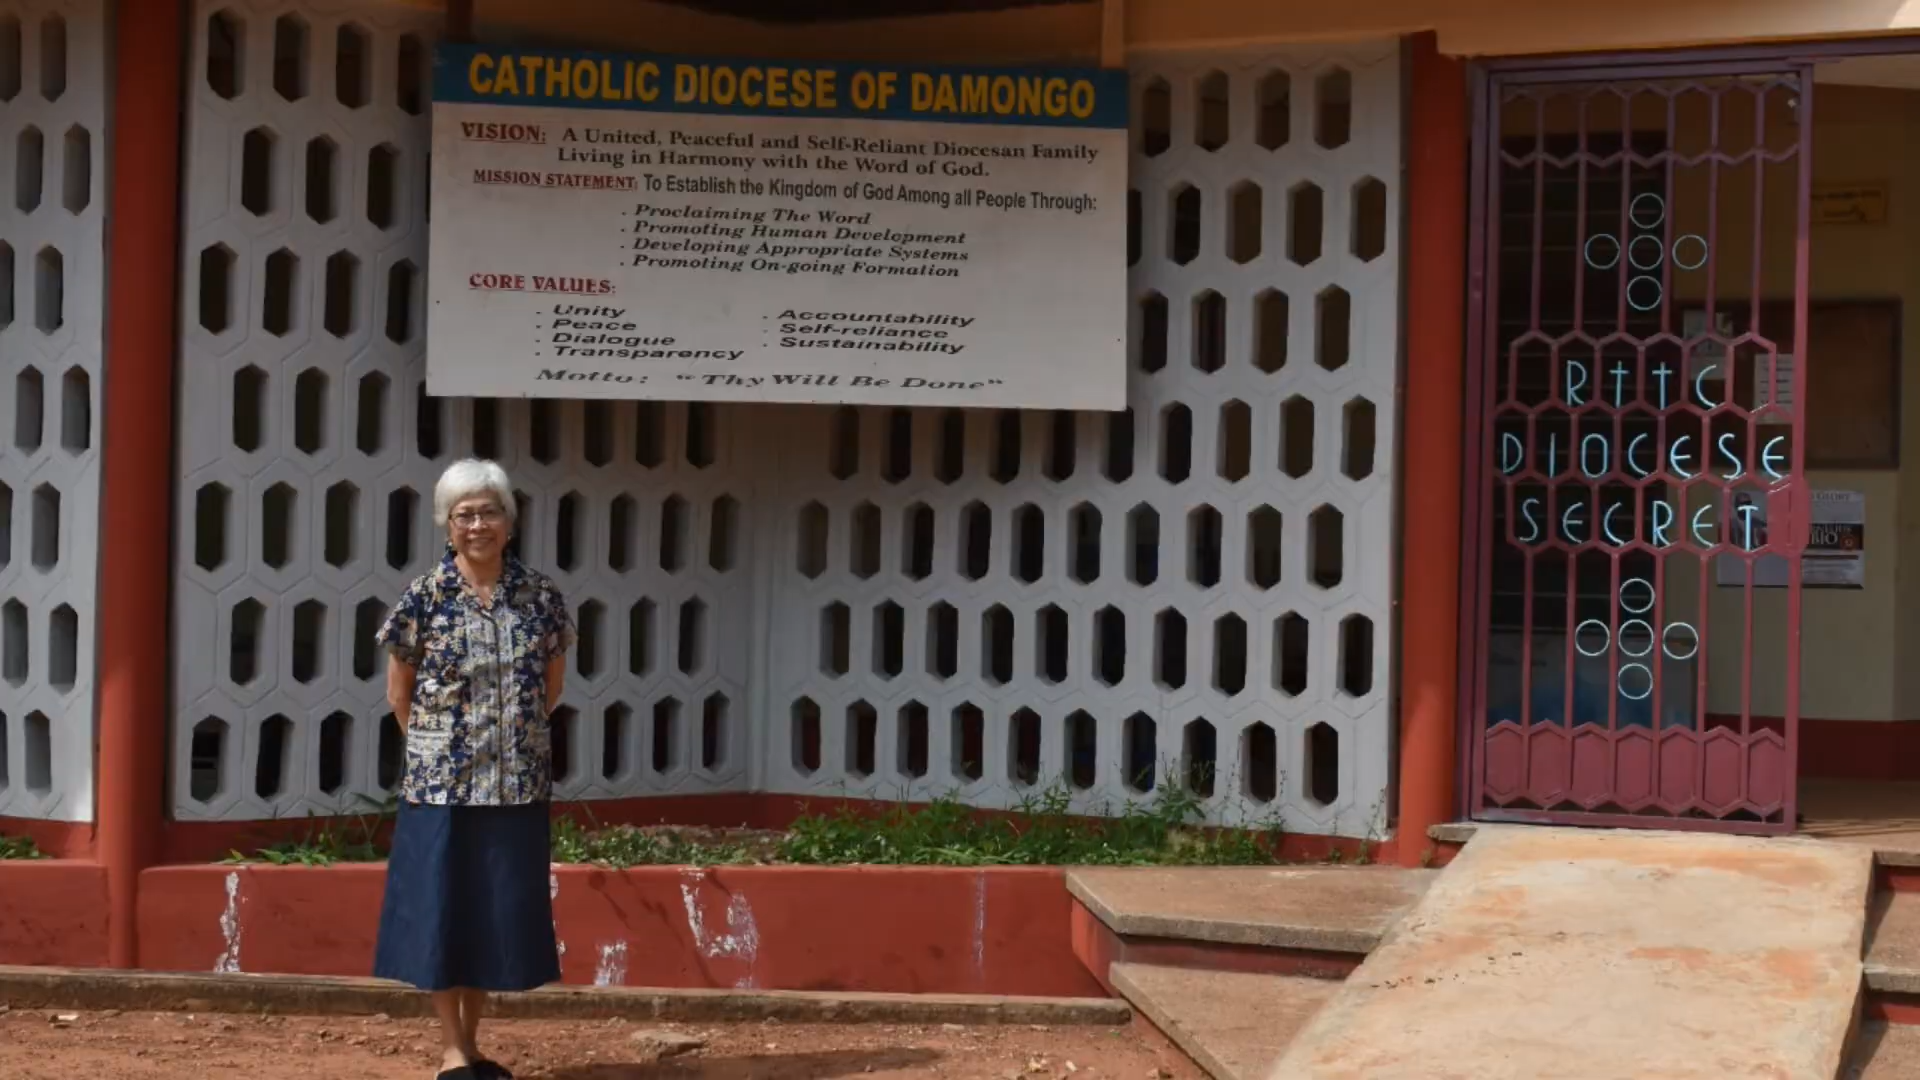 CATHOLIC DIOCESE OF DAMONGO
VISION: A United, Peaceful and Self-Reliant Diocesan Family
Living in Harmony with the Word of God.
MISSION STATEMENT: To Establish the Kingdom of God Among all People Through:
. Proclaiming The Word
. Promoting Human Development
. Developing Appropriate Systems
. Promoting On-going Formation
CORE VALUES:
. Unity
. Peace
. Dialogue
. Transparency
. Accountability
. Self-reliance
. Sustainability
Motto: "Thy Will Be Done"
RTTC
DIOCESE
SECRET
GLORY